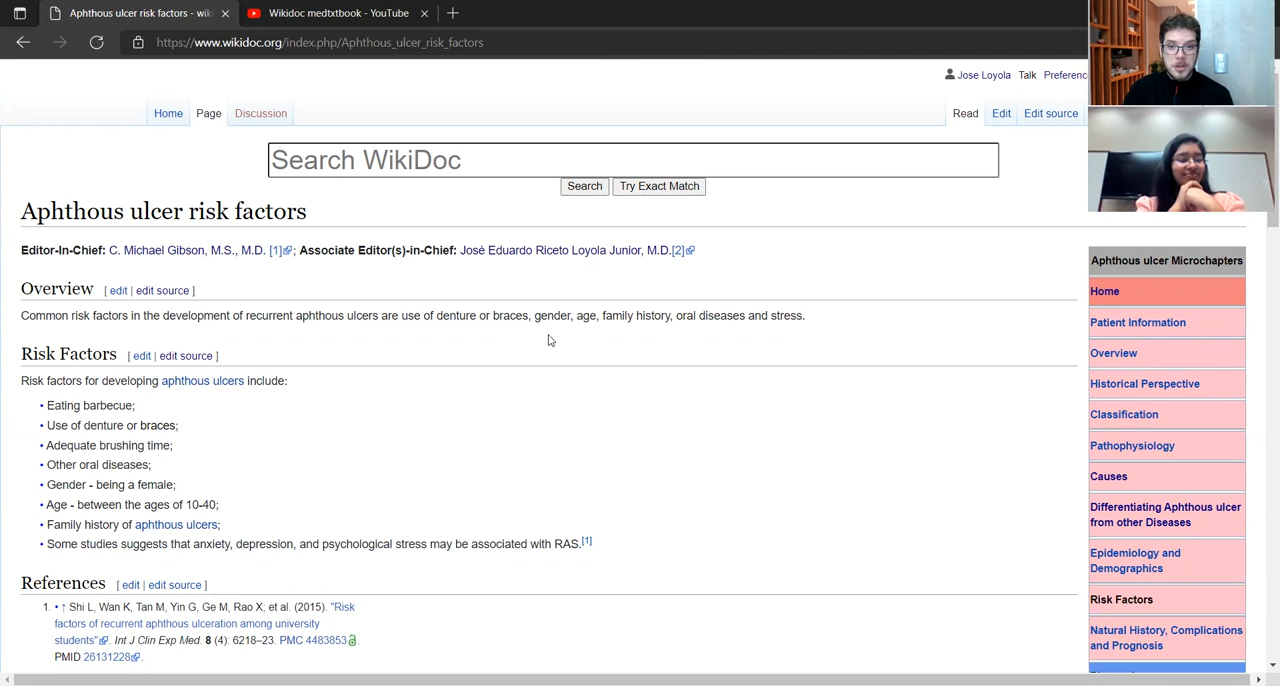 Aphthous ulcer risk factors - wiki
Wikidoc medtxtbook - YouTube
https://www.wikidoc.org/index.php/Aphthous_ulcer_risk_factors
Jose Loyola Talk Preferenc
Home Page Discussion Read Edit Edit source
Search WikiDoc
Search Try Exact Match
Aphthous ulcer risk factors
Editor-In-Chief: C. Michael Gibson, M.S., M.D. [1]; Associate Editor(s)-in-Chief: José Eduardo Riceto Loyola Junior, M.D.[2]
Overview [ edit | edit source ]
Common risk factors in the development of recurrent aphthous ulcers are use of denture or braces, gender, age, family history, oral diseases and stress.
Risk Factors [ edit | edit source ]
Risk factors for developing aphthous ulcers include:
• Eating barbecue;
• Use of denture or braces;
• Adequate brushing time;
• Other oral diseases;
• Gender - being a female;
• Age - between the ages of 10-40;
• Family history of aphthous ulcers;
• Some studies suggests that anxiety, depression, and psychological stress may be associated with RAS.[1]
References [ edit | edit source ]
1. • ↑ Shi L, Wan K, Tan M, Yin G, Ge M, Rao X; et al. (2015). "Risk
factors of recurrent aphthous ulceration among university
students". Int J Clin Exp Med. 8 (4): 6218–23. PMC 4483853.
PMID 26131228.
Aphthous ulcer Microchapters
Home
Patient Information
Overview
Historical Perspective
Classification
Pathophysiology
Causes
Differentiating Aphthous ulcer
from other Diseases
Epidemiology and
Demographics
Risk Factors
Natural History, Complications
and Prognosis